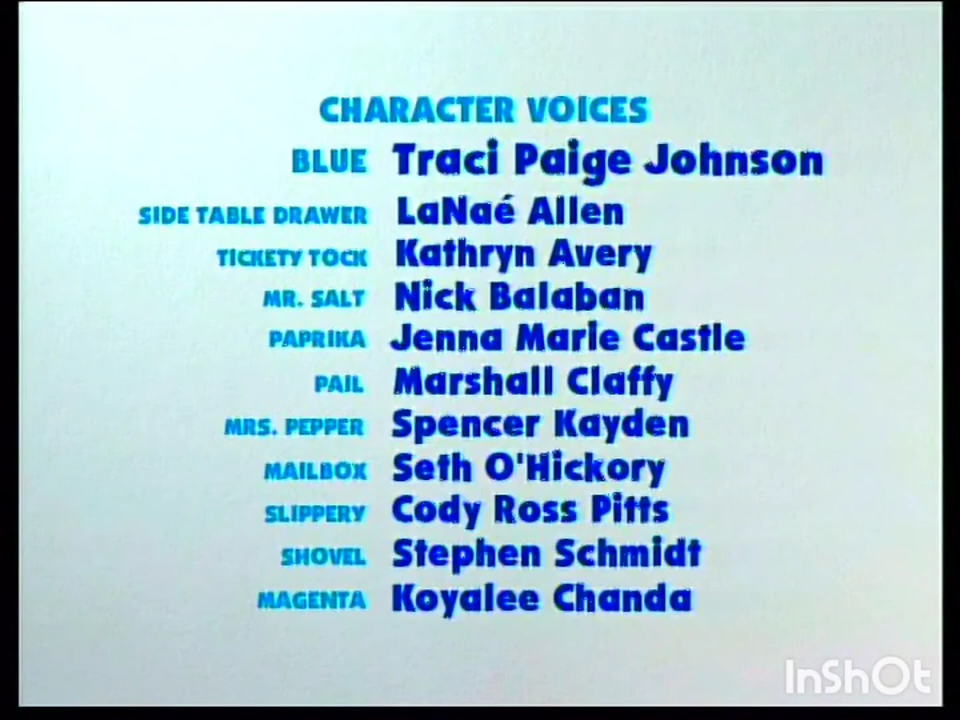 CHARACTER VOICES
BLUE Traci Paige Johnson
SIDE TABLE DRAWER LaNaé Allen
TICKETY TOCK Kathryn Avery
MR. SALT Nick Balaban
PAPRIKA Jenna Marie Castle
PAIL Marshall Claffy
MRS. PEPPER Spencer Kayden
MAILBOX Seth O'Hickory
SLIPPERY Cody Ross Pitts
SHOVEL Stephen Schmidt
MAGENTA Koyalee Chanda
InShOt